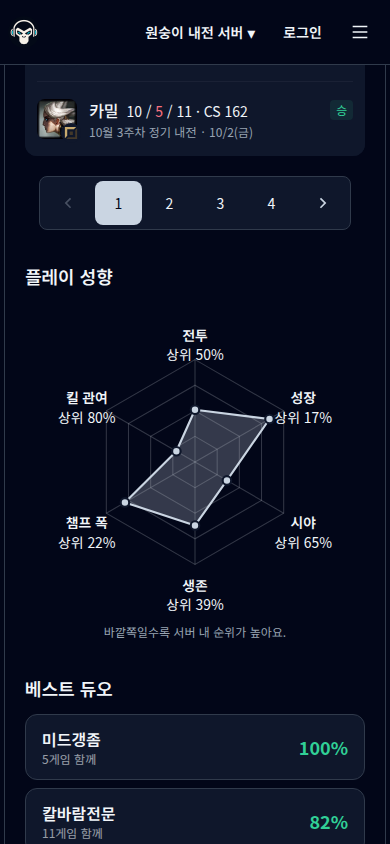 원숭이 내전 서버 ▾
로그인
카밀 10 / 5 / 11 · CS 162
승
10월 3주차 정기 내전 · 10/2(금)
1 2 3 4
플레이 성향
전투
상위 50%
킬 관여
상위 80%
성장
상위 17%
챔프 폭
상위 22%
시야
상위 65%
생존
상위 39%
바깥쪽일수록 서버 내 순위가 높아요.
베스트 듀오
미드갱좀
100%
5게임 함께
칼바람전문
82%
11게임 함께